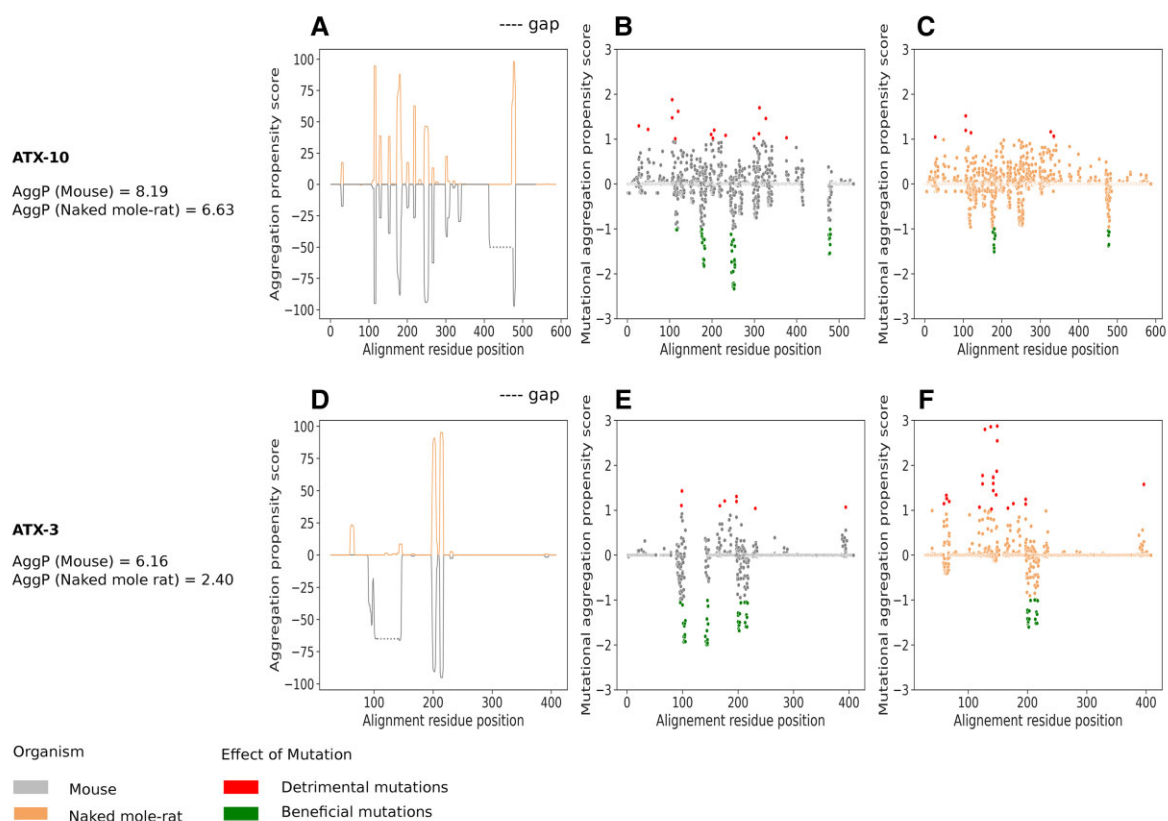 A
B
C
---- gap
ATX-10
AggP (Mouse) = 8.19
AggP (Naked mole-rat) = 6.63
Aggregation propensity score
100
75
50
25
0
−25
−50
−75
−100
0 100 200 300 400 500 600
Alignment residue position
Mutational aggregation propensity score
3
2
1
0
−1
−2
−3
0 100 200 300 400 500
Alignment residue position
Mutational aggregation propensity score
3
2
1
0
−1
−2
−3
0 100 200 300 400 500 600
Alignment residue position
D
E
F
---- gap
ATX-3
AggP (Mouse) = 6.16
AggP (Naked mole rat) = 2.40
Aggregation propensity score
100
75
50
25
0
−25
−50
−75
−100
100 200 300 400
Alignment residue position
Mutational aggregation propensity score
3
2
1
0
−1
−2
−3
0 100 200 300 400
Alignement residue position
Mutational aggregation propensity score
3
2
1
0
−1
−2
−3
100 200 300 400
Alignment residue position
Organism
Mouse
Naked mole-rat
Effect of Mutation
Detrimental mutations
Beneficial mutations